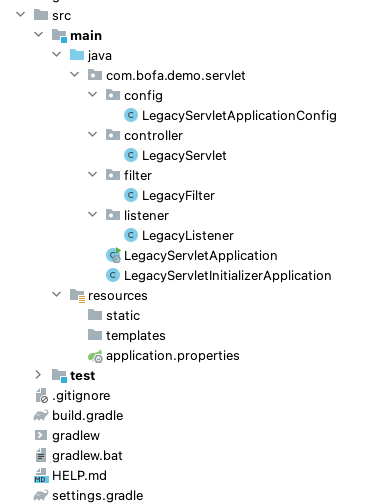 src
main
java
com.bofa.demo.servlet
config
LegacyServletApplicationConfig
controller
LegacyServlet
filter
LegacyFilter
listener
LegacyListener
LegacyServletApplication
LegacyServletInitializerApplication
resources
static
templates
application.properties
test
.gitignore
build.gradle
gradlew
gradlew.bat
HELP.md
settings.gradle